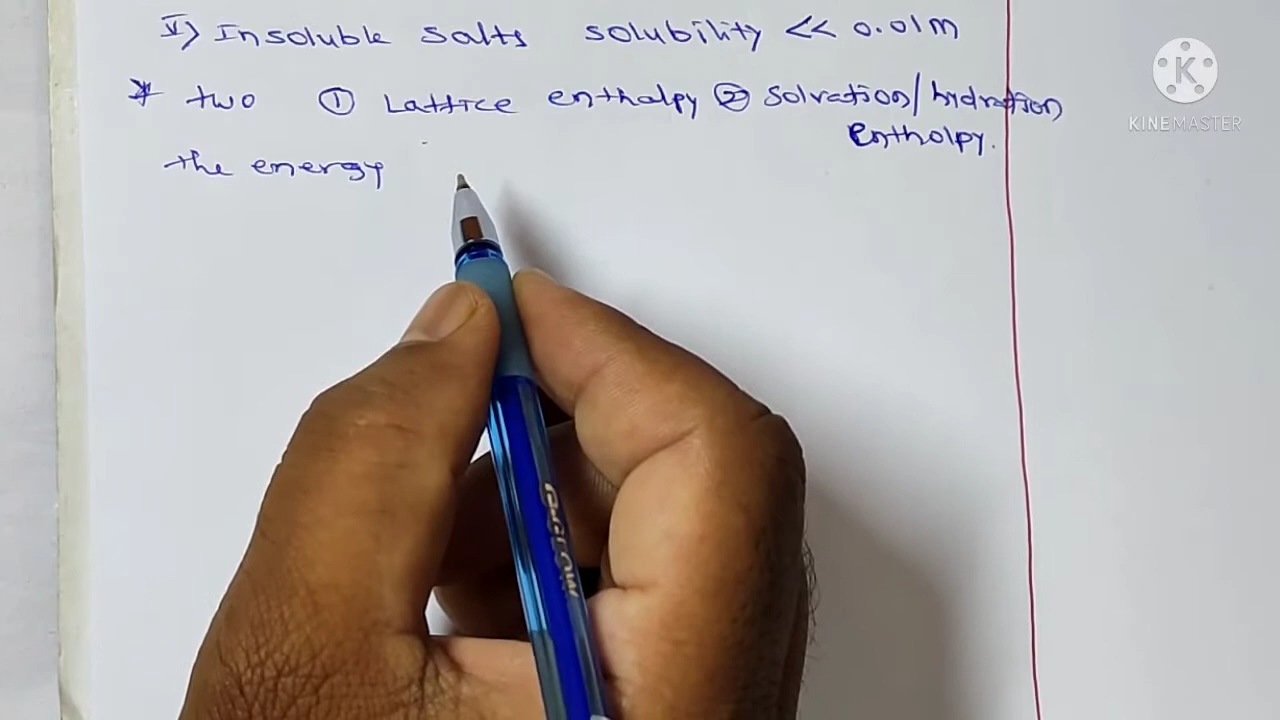 V) Insoluble salts solubility << 0.01M
* two ① Lattice enthalpy ② Solvation/hydration
enthalpy.
the energy
KINEMASTER